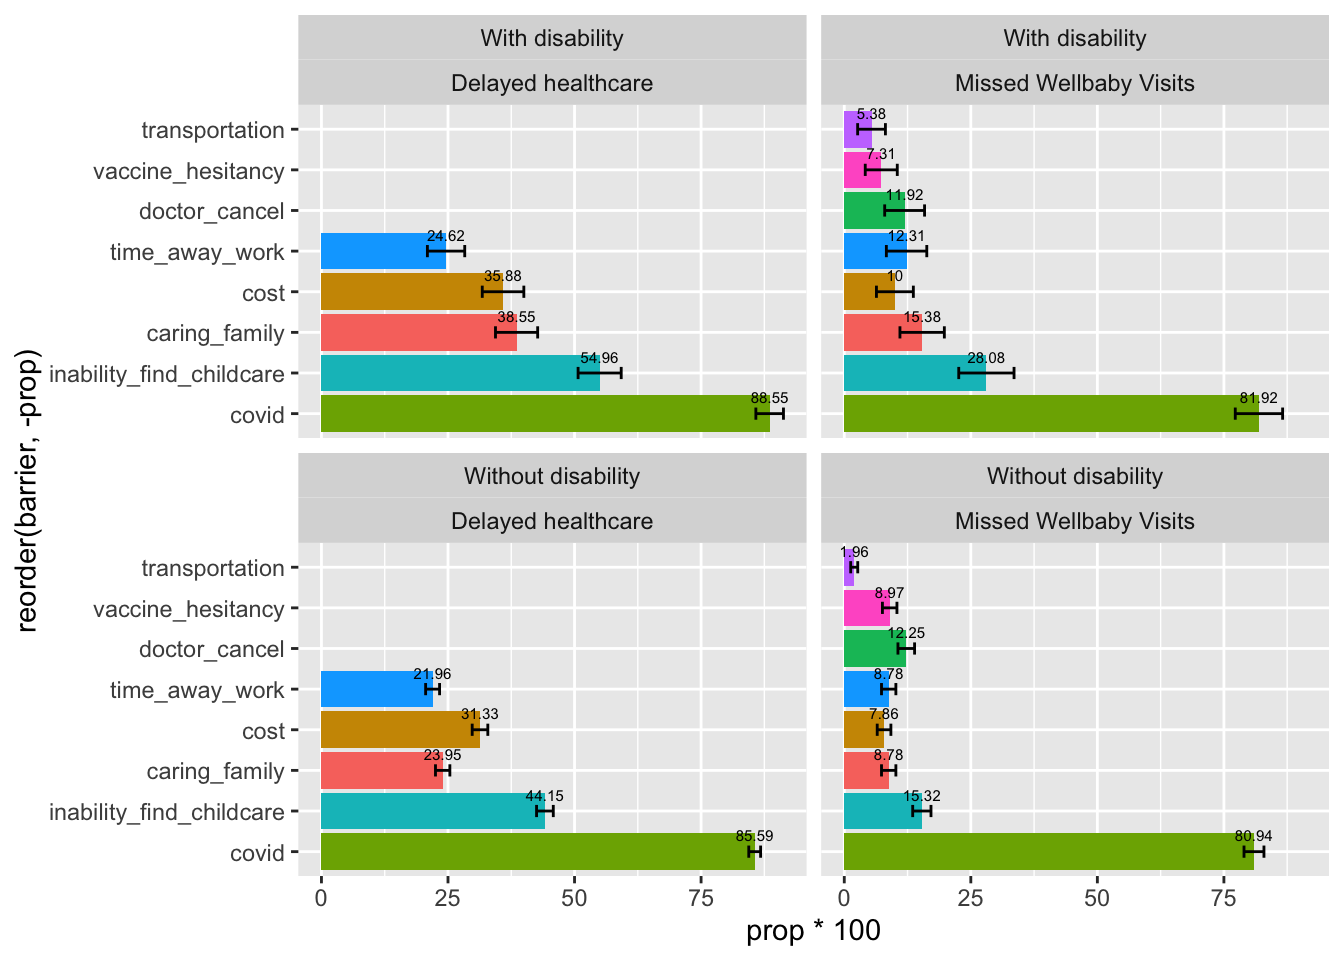 With disability
Delayed healthcare
With disability
Missed Wellbaby Visits
transportation
vaccine_hesitancy
doctor_cancel
time_away_work
cost
caring_family
inability_find_childcare
covid
24.62
35.88
38.55
54.96
88.55
5.38
7.31
11.92
12.31
10
15.38
28.08
81.92
reorder(barrier, -prop)
Without disability
Delayed healthcare
Without disability
Missed Wellbaby Visits
transportation
vaccine_hesitancy
doctor_cancel
time_away_work
cost
caring_family
inability_find_childcare
covid
21.96
31.33
23.95
44.15
85.59
1.96
8.97
12.25
8.78
7.86
8.78
15.32
80.94
0 25 50 75
0 25 50 75
prop * 100